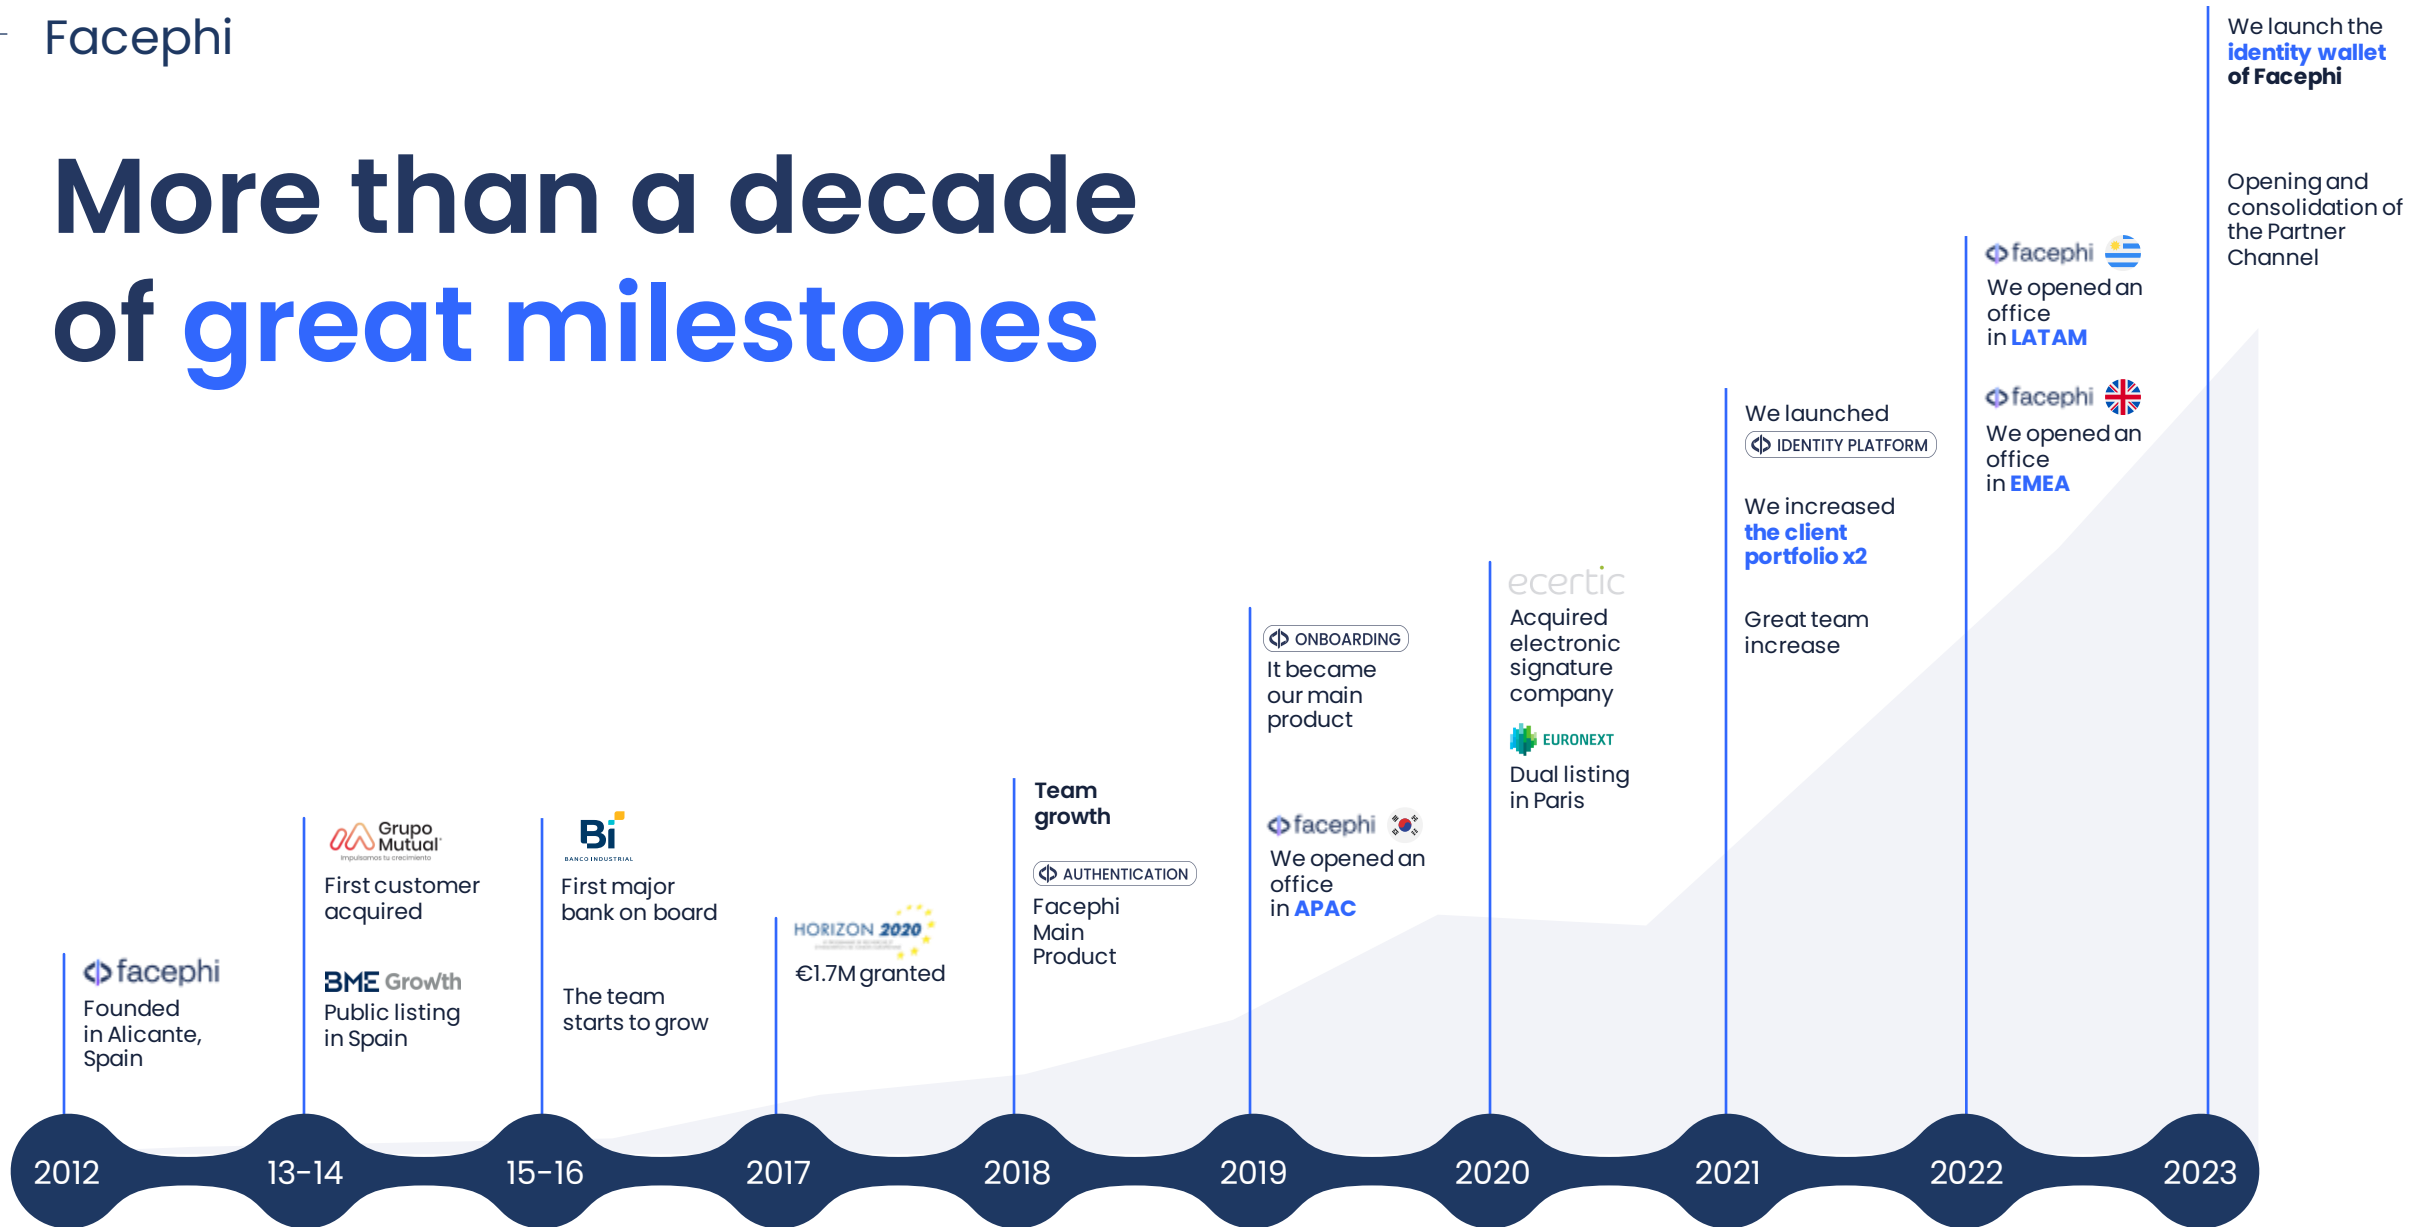 Facephi
More than a decade
of great milestones
facephi
Founded
in Alicante,
Spain
2012
Grupo
Mutual
Impulsamos tu crecimiento
First customer
acquired
BME Growth
Public listing
in Spain
13-14
Bi
BANCO INDUSTRIAL
First major
bank on board
The team
starts to grow
15-16
HORIZON 2020
€1.7M granted
2017
Team
growth
AUTHENTICATION
Facephi
Main
Product
2018
ONBOARDING
It became
our main
product
facephi
We opened an
office
in APAC
2019
ecertic
Acquired
electronic
signature
company
EURONEXT
Dual listing
in Paris
2020
We launched
IDENTITY PLATFORM
We increased
the client
portfolio x2
Great team
increase
2021
facephi
We opened an
office
in LATAM
facephi
We opened an
office
in EMEA
2022
We launch the
identity wallet
of Facephi
Opening and
consolidation of
the Partner
Channel
2023